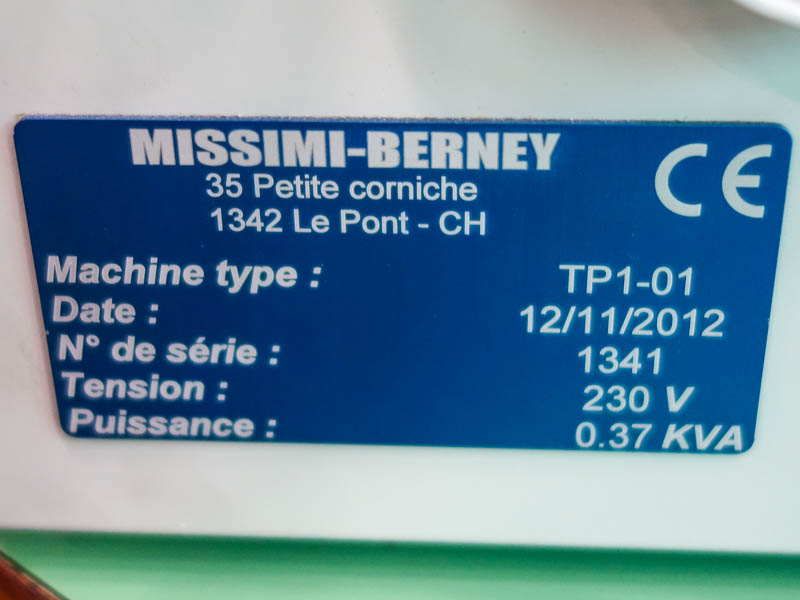 MISSIMI-BERNEY
35 Petite corniche
1342 Le Pont - CH
CE
Machine type : TP1-01
Date : 12/11/2012
N° de série : 1341
Tension : 230 V
Puissance : 0.37 KVA